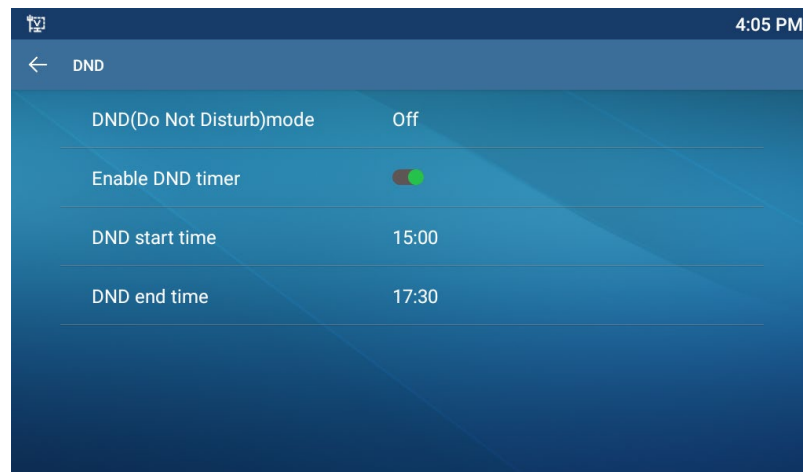 4:05 PM
DND
DND(Do Not Disturb)mode Off
Enable DND timer
DND start time 15:00
DND end time 17:30